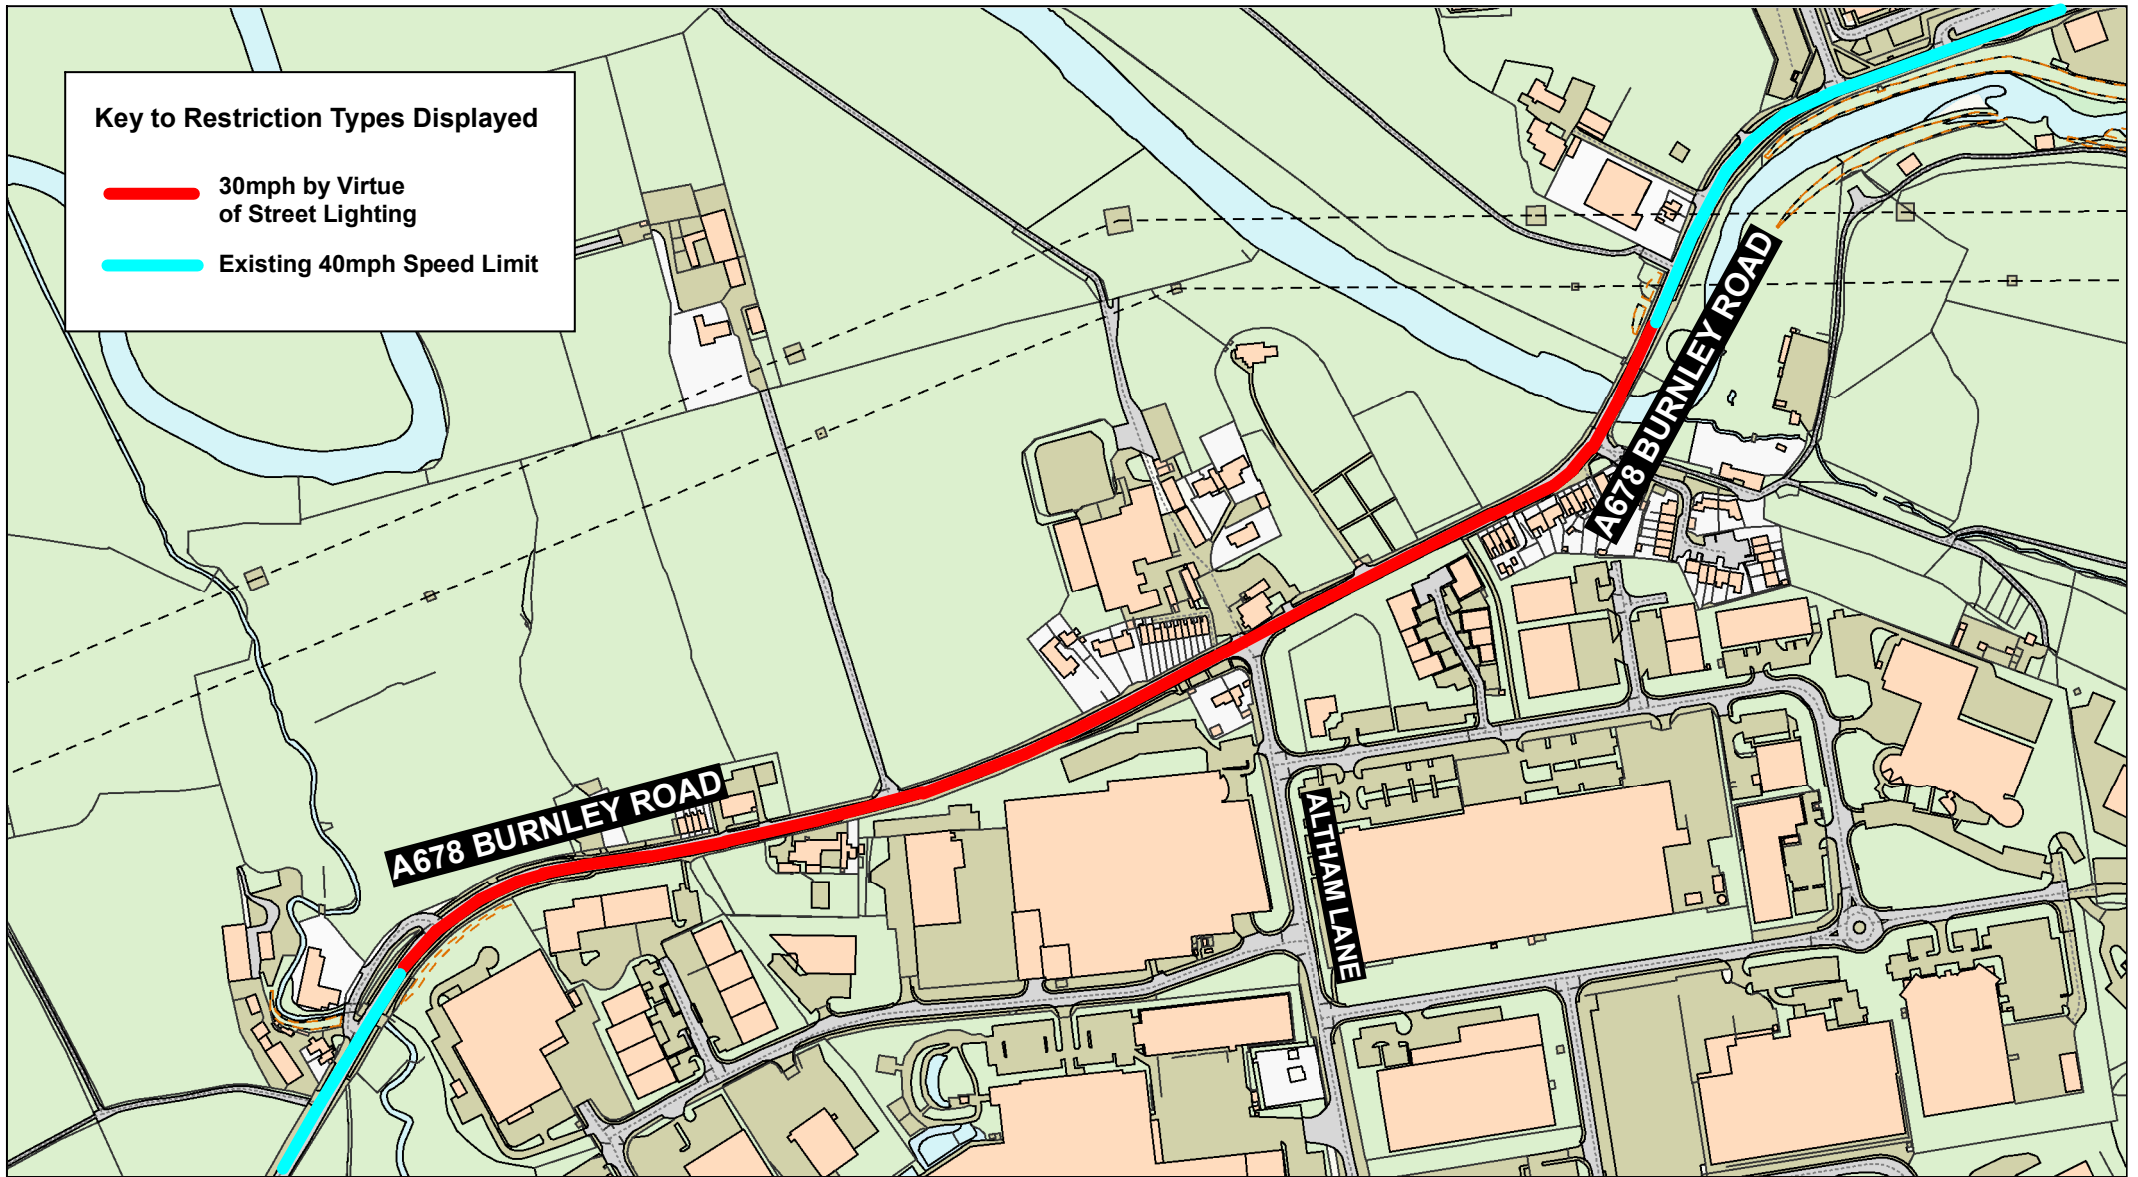 Key to Restriction Types Displayed
30mph by Virtue
of Street Lighting
Existing 40mph Speed Limit
A678 BURNLEY ROAD
A678 BURNLEY ROAD
ALTHAM LANE